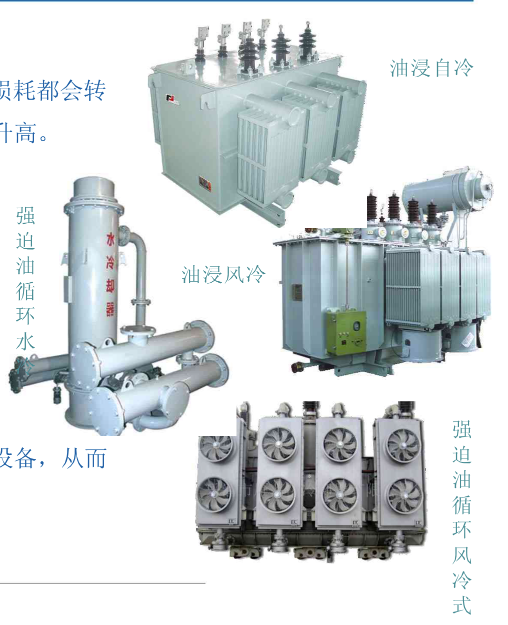 油浸自冷
损耗都会转
升高。
强迫油循环水
水冷却器
油浸风冷
设备，从而
强迫油循环风冷式